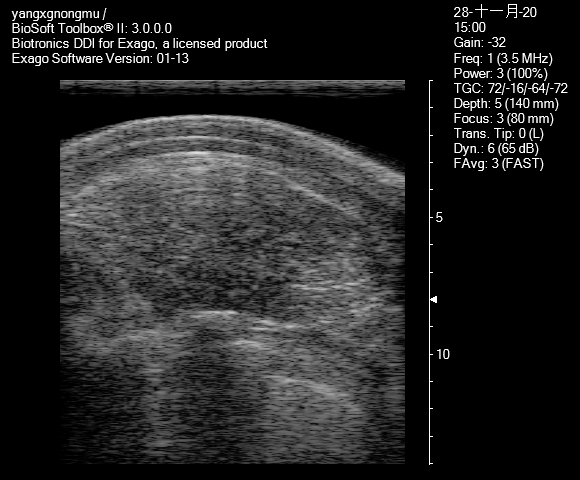 yangxgnongmu /
BioSoft Toolbox® II: 3.0.0.0
Biotronics DDI for Exago, a licensed product
Exago Software Version: 01-13
28-十一月-20
15:00
Gain: -32
Freq: 1 (3.5 MHz)
Power: 3 (100%)
TGC: 72/-16/-64/-72
Depth: 5 (140 mm)
Focus: 3 (80 mm)
Trans. Tip: 0 (L)
Dyn.: 6 (65 dB)
FAvg: 3 (FAST)
5
10